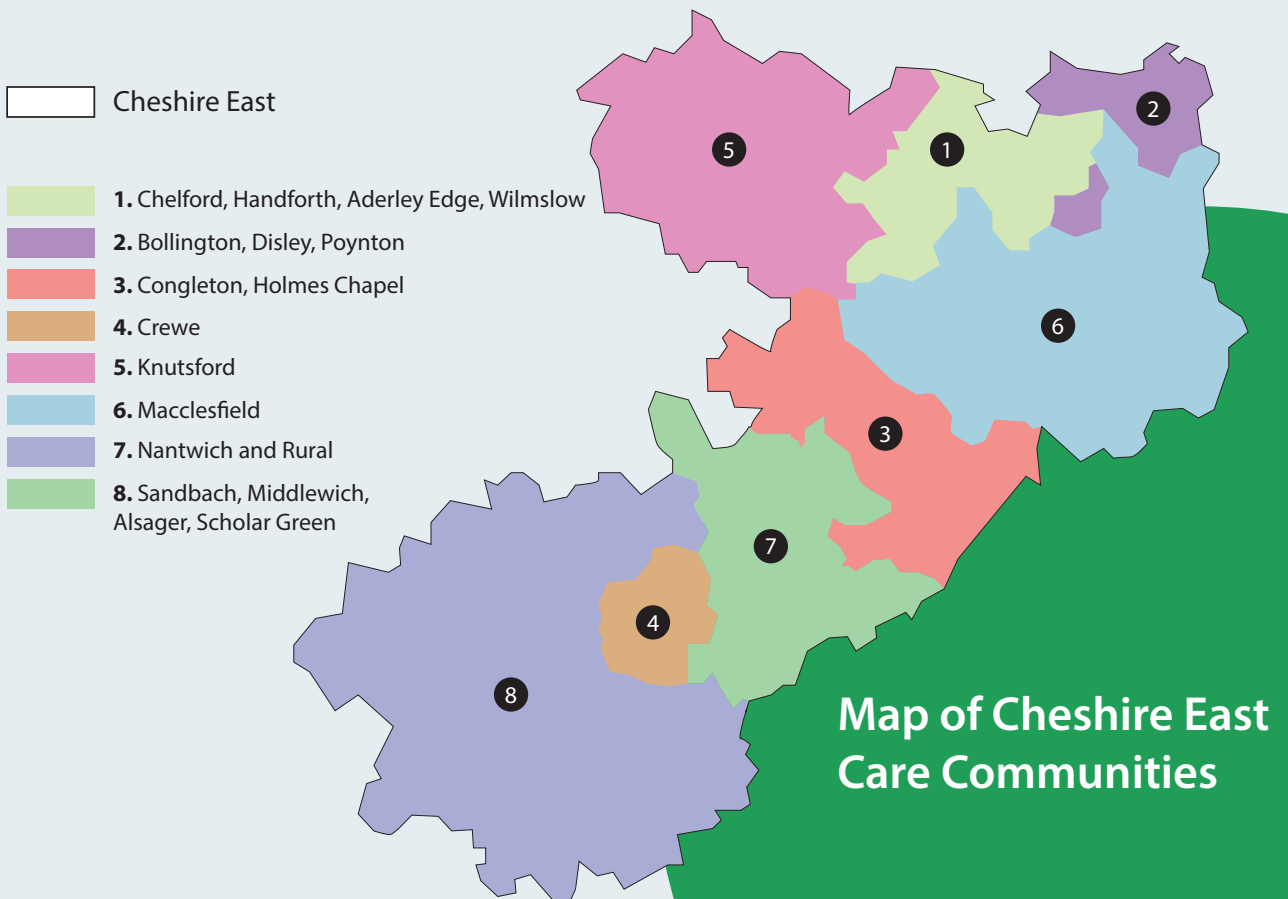 Cheshire East
1. Chelford, Handforth, Aderley Edge, Wilmslow
2. Bollington, Disley, Poynton
3. Congleton, Holmes Chapel
4. Crewe
5. Knutsford
6. Macclesfield
7. Nantwich and Rural
8. Sandbach, Middlewich,
Alsager, Scholar Green
5
1
2
6
3
7
4
8
Map of Cheshire East
Care Communities